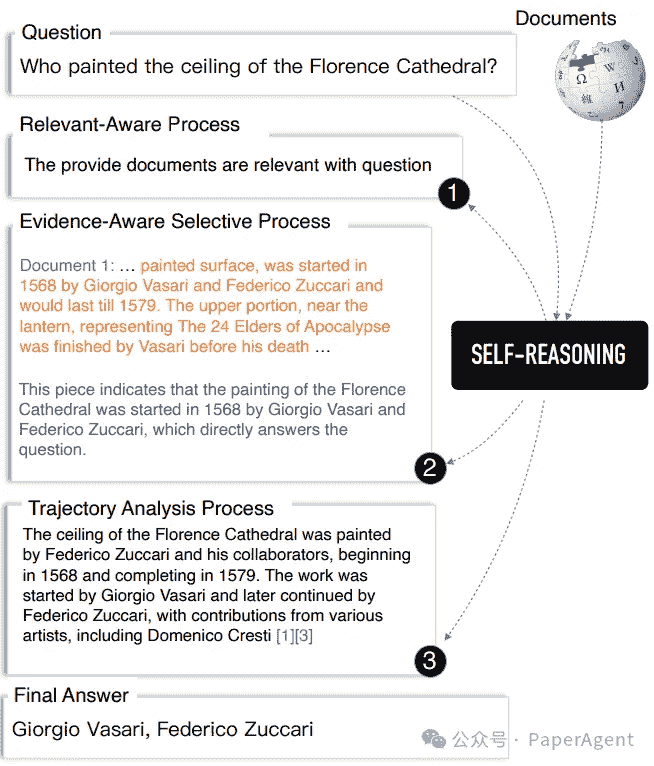 Documents
Question
Who painted the ceiling of the Florence Cathedral?
Relevant-Aware Process
The provide documents are relevant with question
1
Evidence-Aware Selective Process
Document 1: ... painted surface, was started in
1568 by Giorgio Vasari and Federico Zuccari and
would last till 1579. The upper portion, near the
lantern, representing The 24 Elders of Apocalypse
was finished by Vasari before his death ...
This piece indicates that the painting of the Florence
Cathedral was started in 1568 by Giorgio Vasari and
Federico Zuccari, which directly answers the
question.
2
SELF-REASONING
Trajectory Analysis Process
The ceiling of the Florence Cathedral was painted
by Federico Zuccari and his collaborators, beginning
in 1568 and completing in 1579. The work was
started by Giorgio Vasari and later continued by
Federico Zuccari, with contributions from various
artists, including Domenico Cresti [1][3]
3
Final Answer
Giorgio Vasari, Federico Zuccari
公众号 · PaperAgent